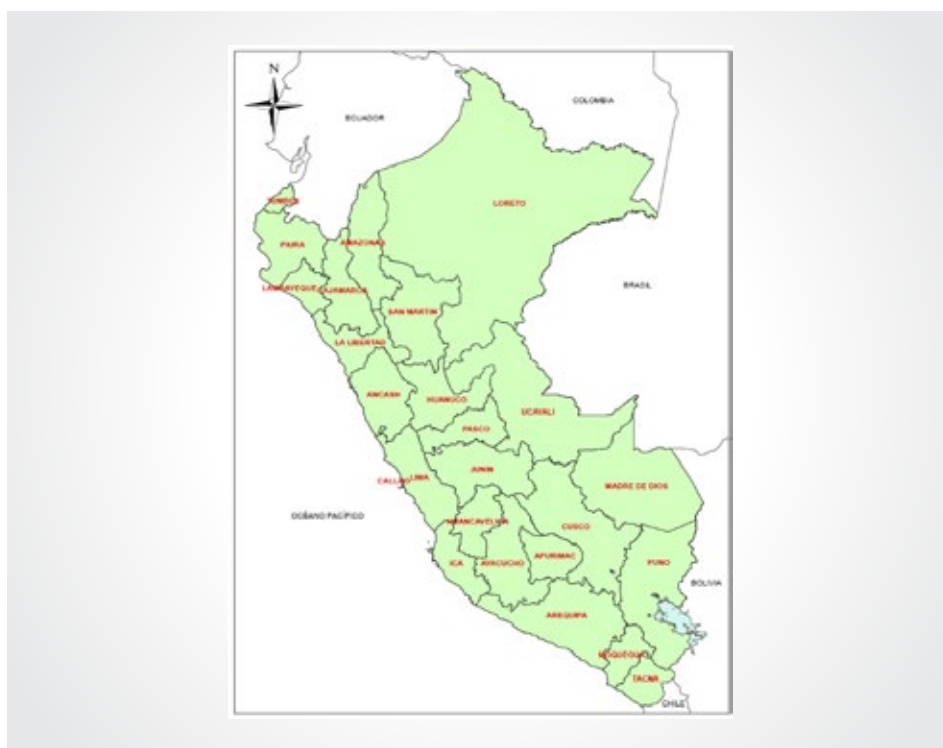 N
COLOMBIA
ECUADOR
TUMBES
LORETO
PIURA
AMAZONAS
BRASIL
LAMBAYEQUE
CAJAMARCA
SAN MARTIN
LA LIBERTAD
ANCASH
HUANUCO
UCAYALI
PASCO
JUNIN
CALLAO
LIMA
MADRE DE DIOS
OCÉANO PACÍFICO
HUANCAVELICA
CUSCO
ICA
AYACUCHO
APURIMAC
PUNO
BOLIVIA
AREQUIPA
MOQUEGUA
TACNA
CHILE